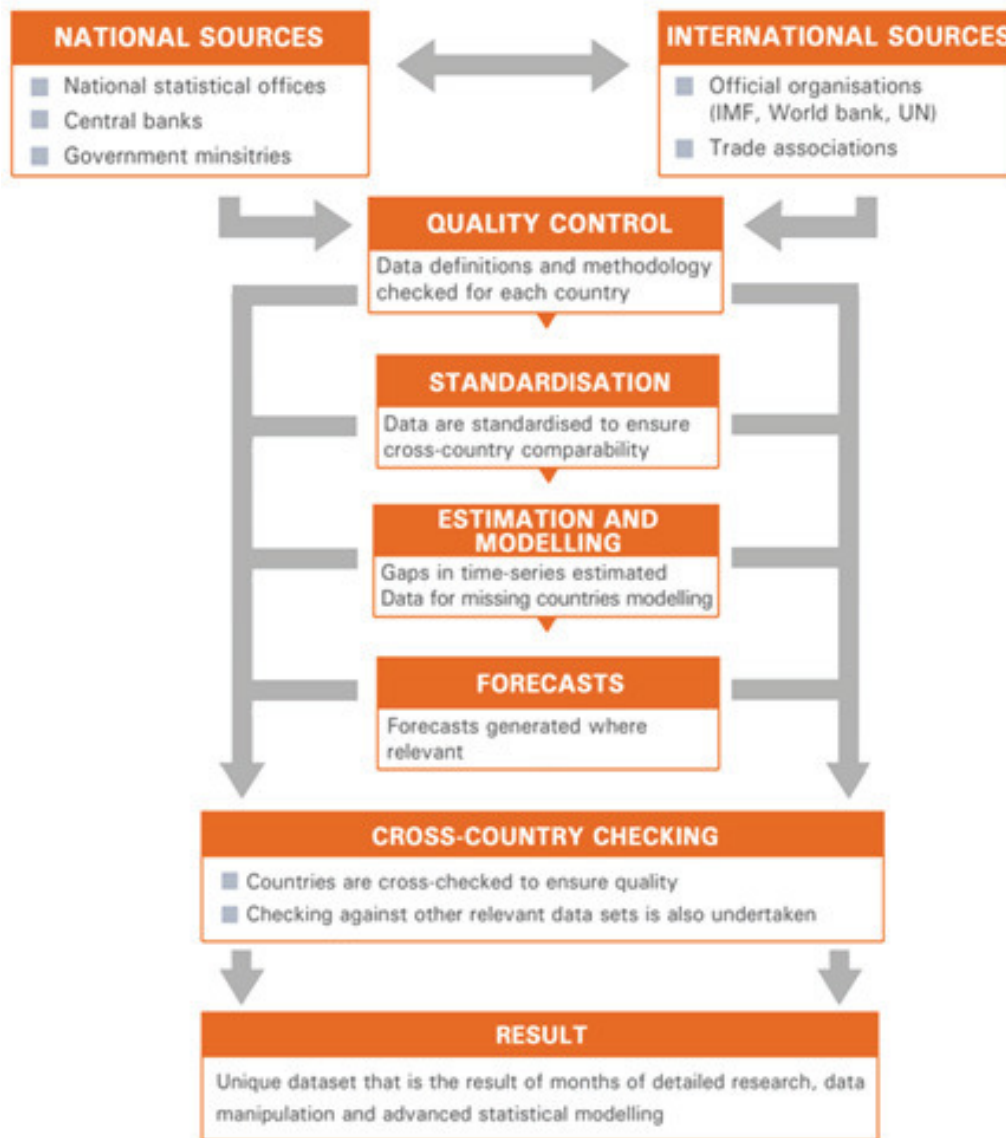 NATIONAL SOURCES
National statistical offices
Central banks
Government minsitries
INTERNATIONAL SOURCES
Official organisations
(IMF, World bank, UN)
Trade associations
QUALITY CONTROL
Data definitions and methodology
checked for each country
STANDARDISATION
Data are standardised to ensure
cross-country comparability
ESTIMATION AND
MODELLING
Gaps in time-series estimated
Data for missing countries modelling
FORECASTS
Forecasts generated where
relevant
CROSS-COUNTRY CHECKING
Countries are cross-checked to ensure quality
Checking against other relevant data sets is also undertaken
RESULT
Unique dataset that is the result of months of detailed research, data
manipulation and advanced statistical modelling